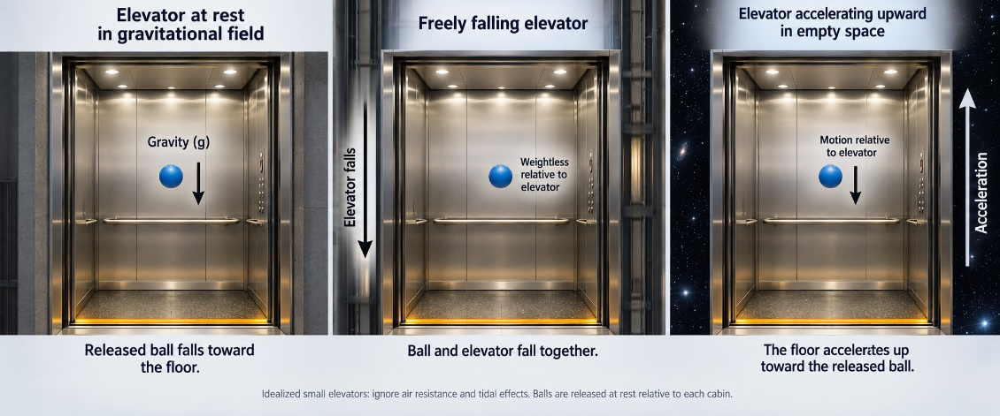 Elevator at rest
in gravitational field
Gravity (g)
Released ball falls toward
the floor.
Freely falling elevator
Elevator falls
Weightless
relative to
elevator
Ball and elevator fall together.
Elevator accelerating upward
in empty space
Motion relative
to elevator
Acceleration
The floor accelerates up
toward the released ball.
Idealized small elevators: ignore air resistance and tidal effects. Balls are released at rest relative to each cabin.